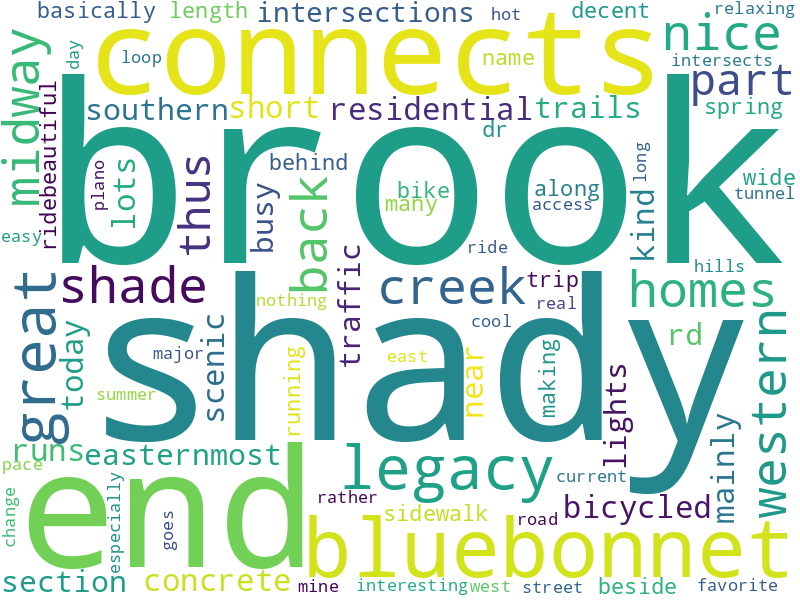 basically length intersections hot decent relaxing
connects
loop name nice intersects
day part
midway ridebeautiful southern short residential trails spring
brook
dr
plano lots thus busy behind back bike many along access long kind wide tunnel
easy ride hills
shade nothing creek trip real homes
great shady
today major scenic traffic cool rd
summer running east near making lights western
runs easternmost
pace end legacy current mainly
change especially goes rather sidewalk road bicycled
bluebonnet
section concrete mine interesting west street beside favorite